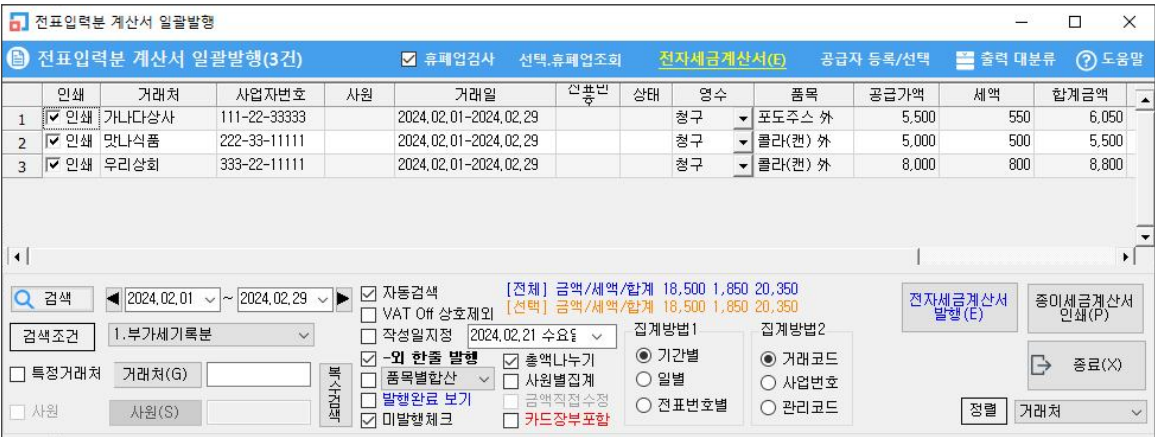 전표입력분 계산서 일괄발행
전표입력분 계산서 일괄발행(3건) 휴폐업검사 선택.휴폐업조회 전자세금계산서(E) 공급자 등록/선택 출력 대분류 도움말
인쇄 거래처 사업자번호 사원 거래일 상태 영수 품목 공급가액 세액 합계금액
1 인쇄 가나다상사 111-22-33333 2024,02,01-2024,02,29 청구 포도주스 외 5,500 550 6,050
2 인쇄 맛나식품 222-33-11111 2024,02,01-2024,02,29 청구 콜라(캔) 외 5,000 500 5,500
3 인쇄 우리상회 333-22-11111 2024,02,01-2024,02,29 청구 콜라(캔) 외 8,000 800 8,800
검색 2024,02,01 ~ 2024,02,29 자동검색 [전체] 금액/세액/합계 18,500 1,850 20,350
VAT Off 상호제외 [선택] 금액/세액/합계 18,500 1,850 20,350
전자세금계산서
발행(E)
종이세금계산서
인쇄(P)
검색조건 1.부가세기록분 작성일지정 2024,02,21 수요일 집계방법1 집계방법2
-외 한줄 발행 총액나누기 기간별 거래코드 종료(X)
특정거래처 거래처(G) 복수검색 품목별합산 사원별집계 일별 사업번호
발행완료 보기 금액직접수정 전표번호별 관리코드
사원 사원(S) 미발행체크 카드장부포함 정렬 거래처